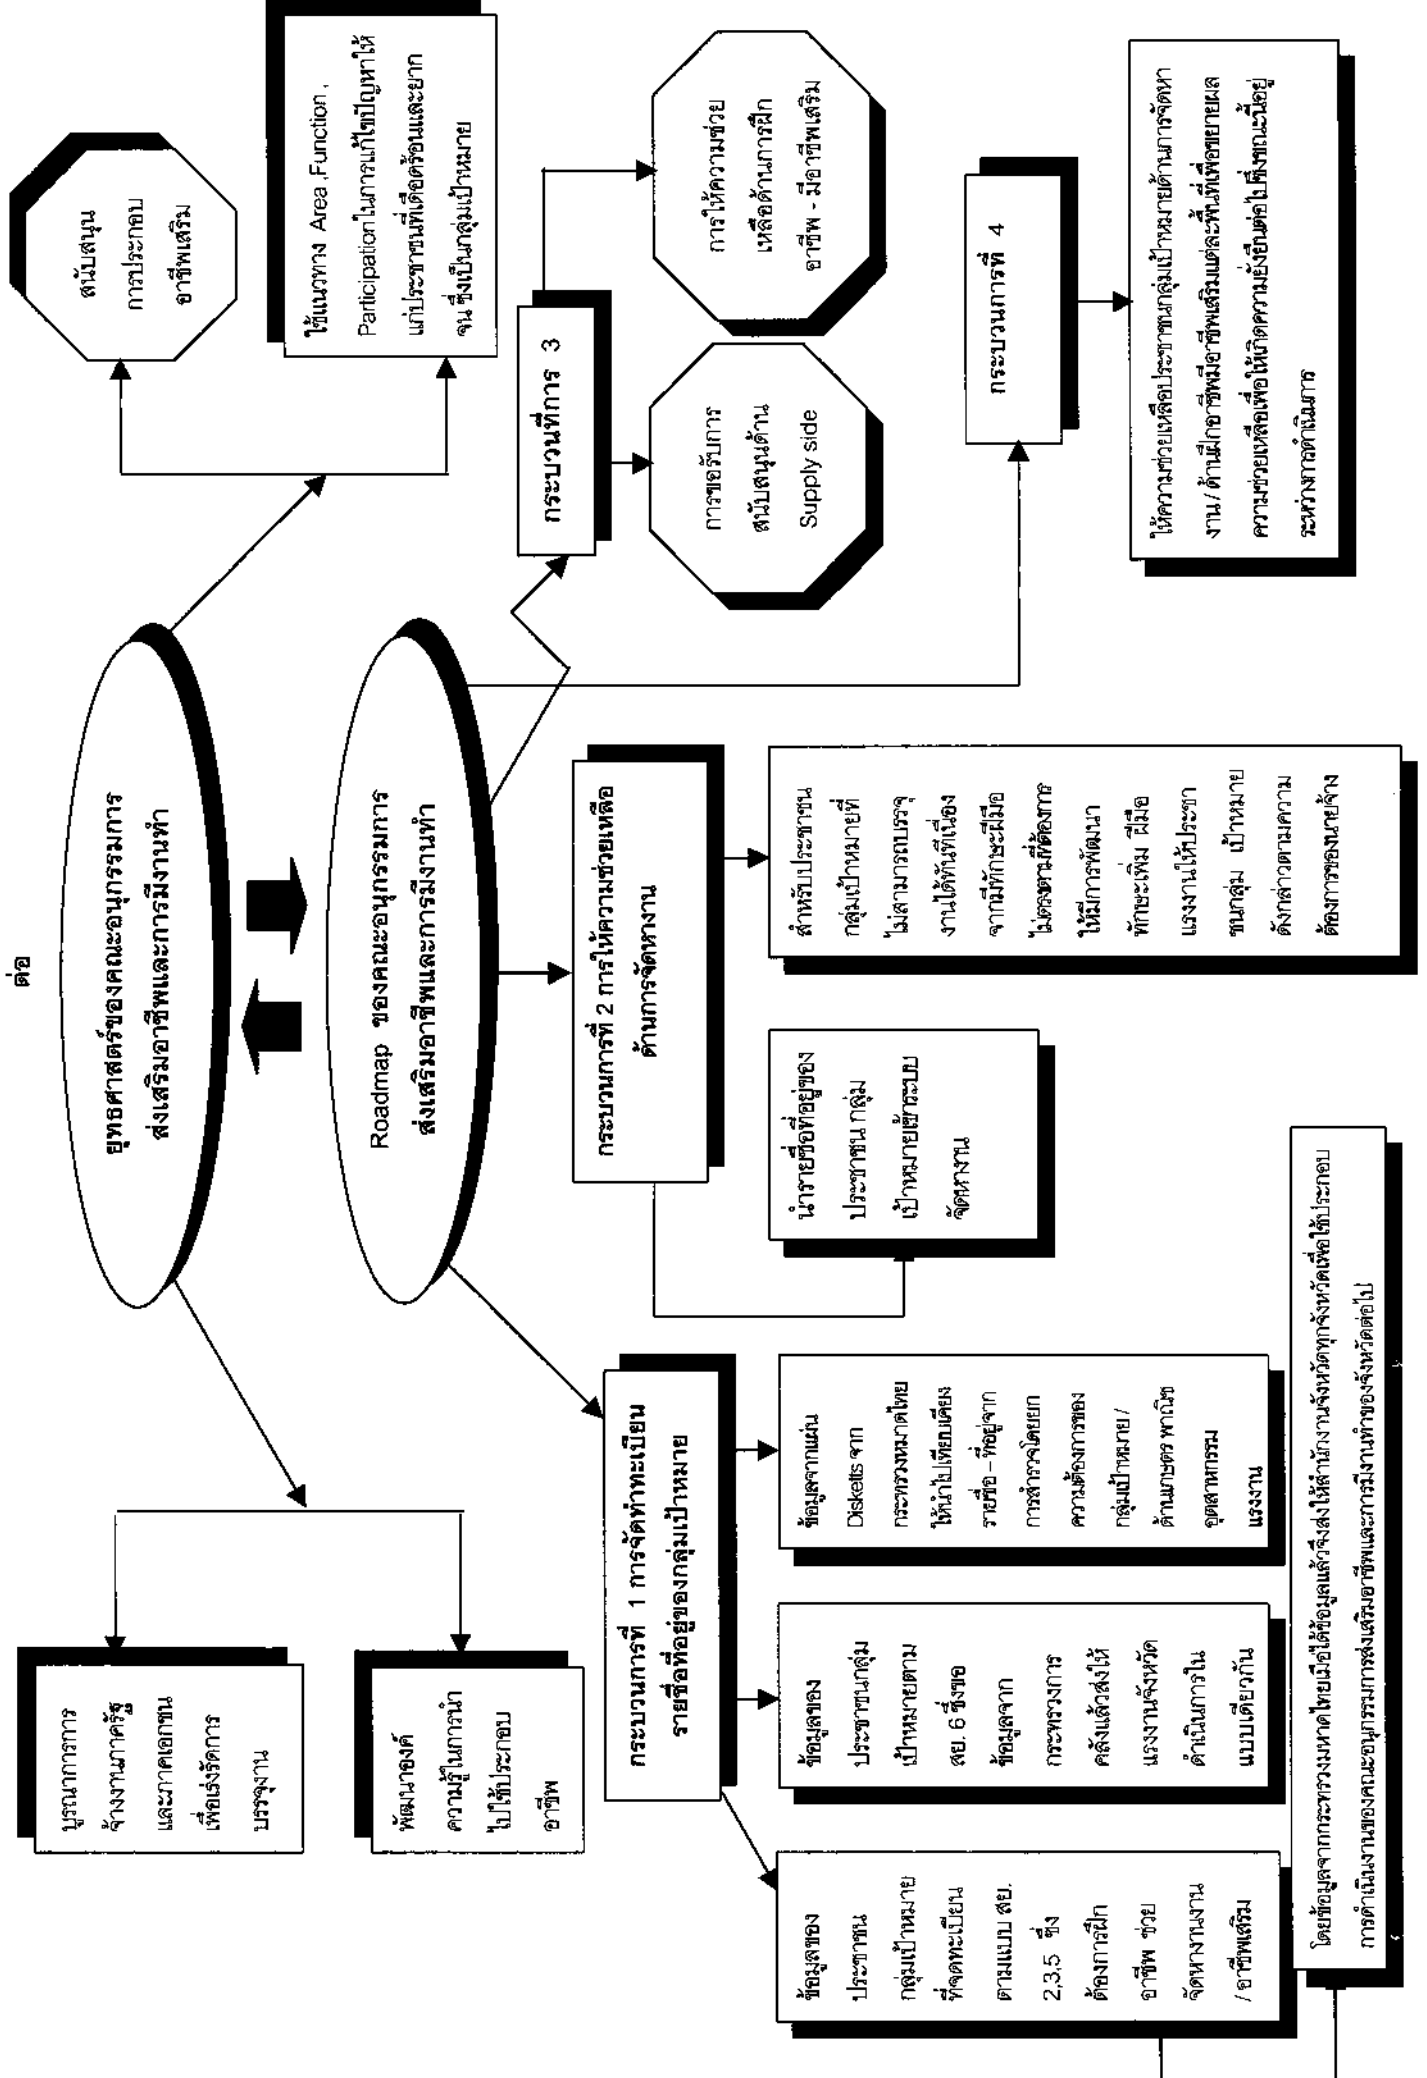 ต่อ
ยุทธศาสตร์ของคณะอนุกรรมการ
ส่งเสริมอาชีพและการมีงานทำ
บูรณาการการ
จ้างงานภาครัฐ
และภาคเอกชน
เพื่อเร่งรัดการ
บรรจุงาน
พัฒนาองค์
ความรู้ในการนำ
ไปใช้ประกอบ
อาชีพ
สนับสนุน
การประกอบ
อาชีพเสริม
ใช้แนวทาง Area ,Function ,
Participationในการแก้ไขปัญหาให้
แก่ประชาชนที่เดือดร้อนและยาก
จน ซึ่งเป็นกลุ่มเป้าหมาย
Roadmap ของคณะอนุกรรมการ
ส่งเสริมอาชีพและการมีงานทำ
กระบวนการที่ 1 การจัดทำทะเบียน
รายชื่อที่อยู่ของกลุ่มเป้าหมาย
ข้อมูลของ
ประชาชน
กลุ่มเป้าหมาย
ที่จดทะเบียน
ตามแบบ สย.
2,3,5 ซึ่ง
ต้องการฝึก
อาชีพ ช่วย
จัดหางานงาน
/ อาชีพเสริม
ข้อมูลของ
ประชาชนกลุ่ม
เป้าหมายตาม
สย. 6 ซึ่งขอ
ข้อมูลจาก
กระทรวงการ
คลังแล้วส่งให้
แรงงานจังหวัด
ดำเนินการใน
แบบเดียวกัน
ข้อมูลจากแผ่น
Disketts จาก
กระทรวงมหาดไทย
ให้นำไปเทียบเคียง
รายชื่อ – ที่อยู่จาก
การสำรวจโดยยก
ความต้องการของ
กลุ่มเป้าหมาย /
ด้านเกษตร พาณิช
อุตสาหกรรม
แรงงาน
โดยข้อมูลจากกระทรวงมหาดไทยเมื่อได้ข้อมูลแล้วจึงส่งให้สำนักงานจังหวัดทุกจังหวัดเพื่อใช้ประกอบ
การดำเนินงานของคณะอนุกรรมการส่งเสริมอาชีพและการมีงานทำของจังหวัดต่อไป
กระบวนการที่ 2 การให้ความช่วยเหลือ
ด้านการจัดหางาน
นำรายชื่อที่อยู่ของ
ประชาชน กลุ่ม
เป้าหมายเข้าระบบ
จัดหางาน
สำหรับประชาชน
กลุ่มเป้าหมายที่
ไม่สามารถบรรจุ
งานได้ทันทีเนื่อง
จากมีทักษะฝีมือ
ไม่ตรงตามที่ต้องการ
ให้มีการพัฒนา
ทักษะเพิ่ม ฝีมือ
แรงงานให้ประชา
ชนกลุ่ม เป้าหมาย
ดังกล่าวตามความ
ต้องการของนายจ้าง
กระบวนที่การ 3
การขอรับการ
สนับสนุนด้าน
Supply side
การให้ความช่วย
เหลือด้านการฝึก
อาชีพ - มีอาชีพเสริม
กระบวนการที่ 4
ให้ความช่วยเหลือประชาชนกลุ่มเป้าหมายด้านการจัดหา
งาน / ด้านฝึกอาชีพมีอาชีพเสริมแต่ละพื้นที่เพื่อขยายผล
ความช่วยเหลือเพื่อให้เกิดความยั่งยืนต่อไปซึ่งขณะนี้อยู่
ระหว่างการดำเนินการ